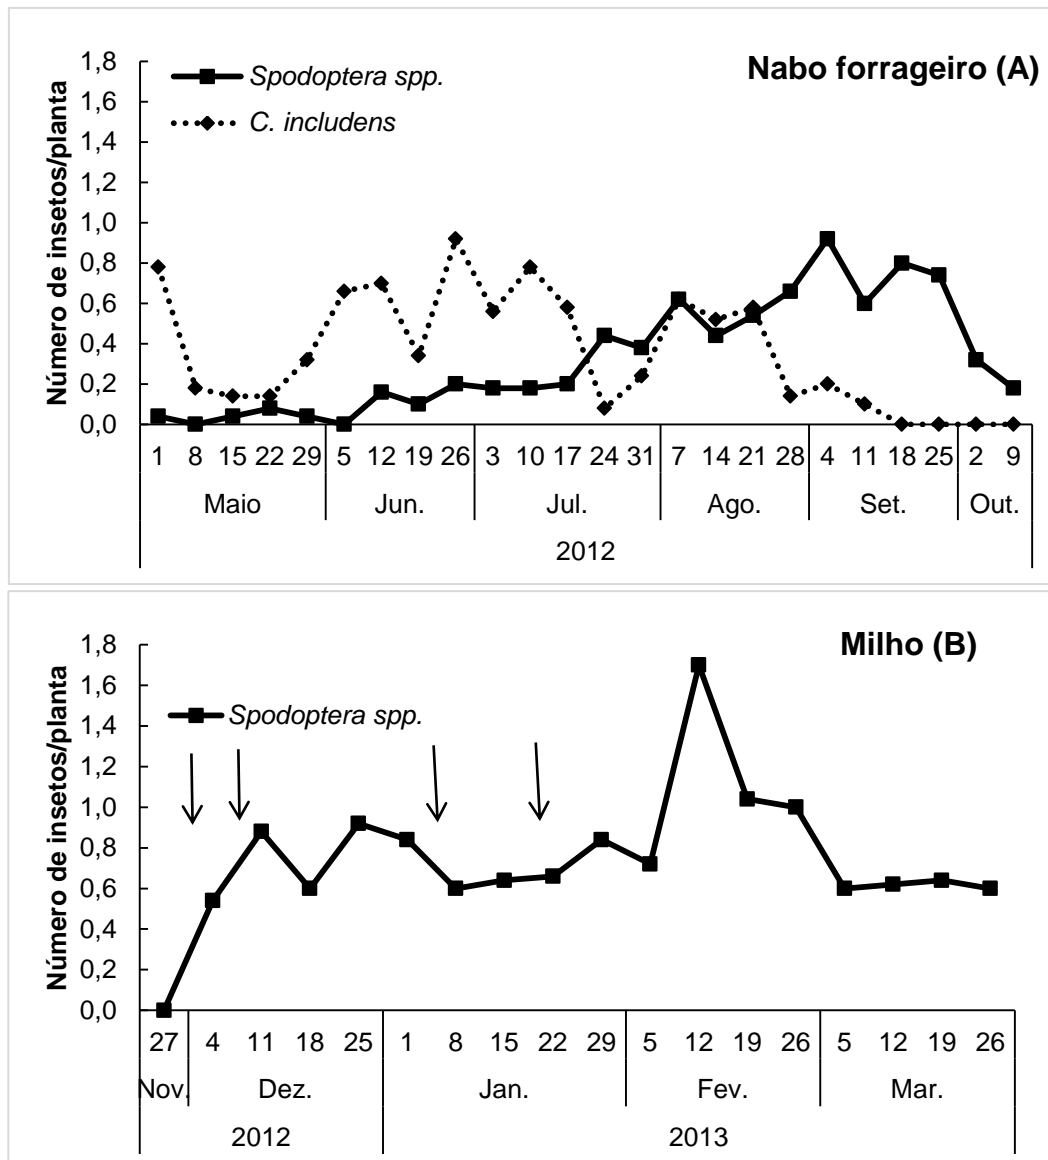 Nabo forrageiro (A)
Número de insetos/planta
1,8
1,6
1,4
1,2
1,0
0,8
0,6
0,4
0,2
0,0
Spodoptera spp.
C. includens
1 8 15 22 29 5 12 19 26 3 10 17 24 31 7 14 21 28 4 11 18 25 2 9
Maio Jun. Jul. Ago. Set. Out.
2012
Milho (B)
Número de insetos/planta
1,8
1,6
1,4
1,2
1,0
0,8
0,6
0,4
0,2
0,0
Spodoptera spp.
27 4 11 18 25 1 8 15 22 29 5 12 19 26 5 12 19 26
Nov. Dez. Jan. Fev. Mar.
2012 2013